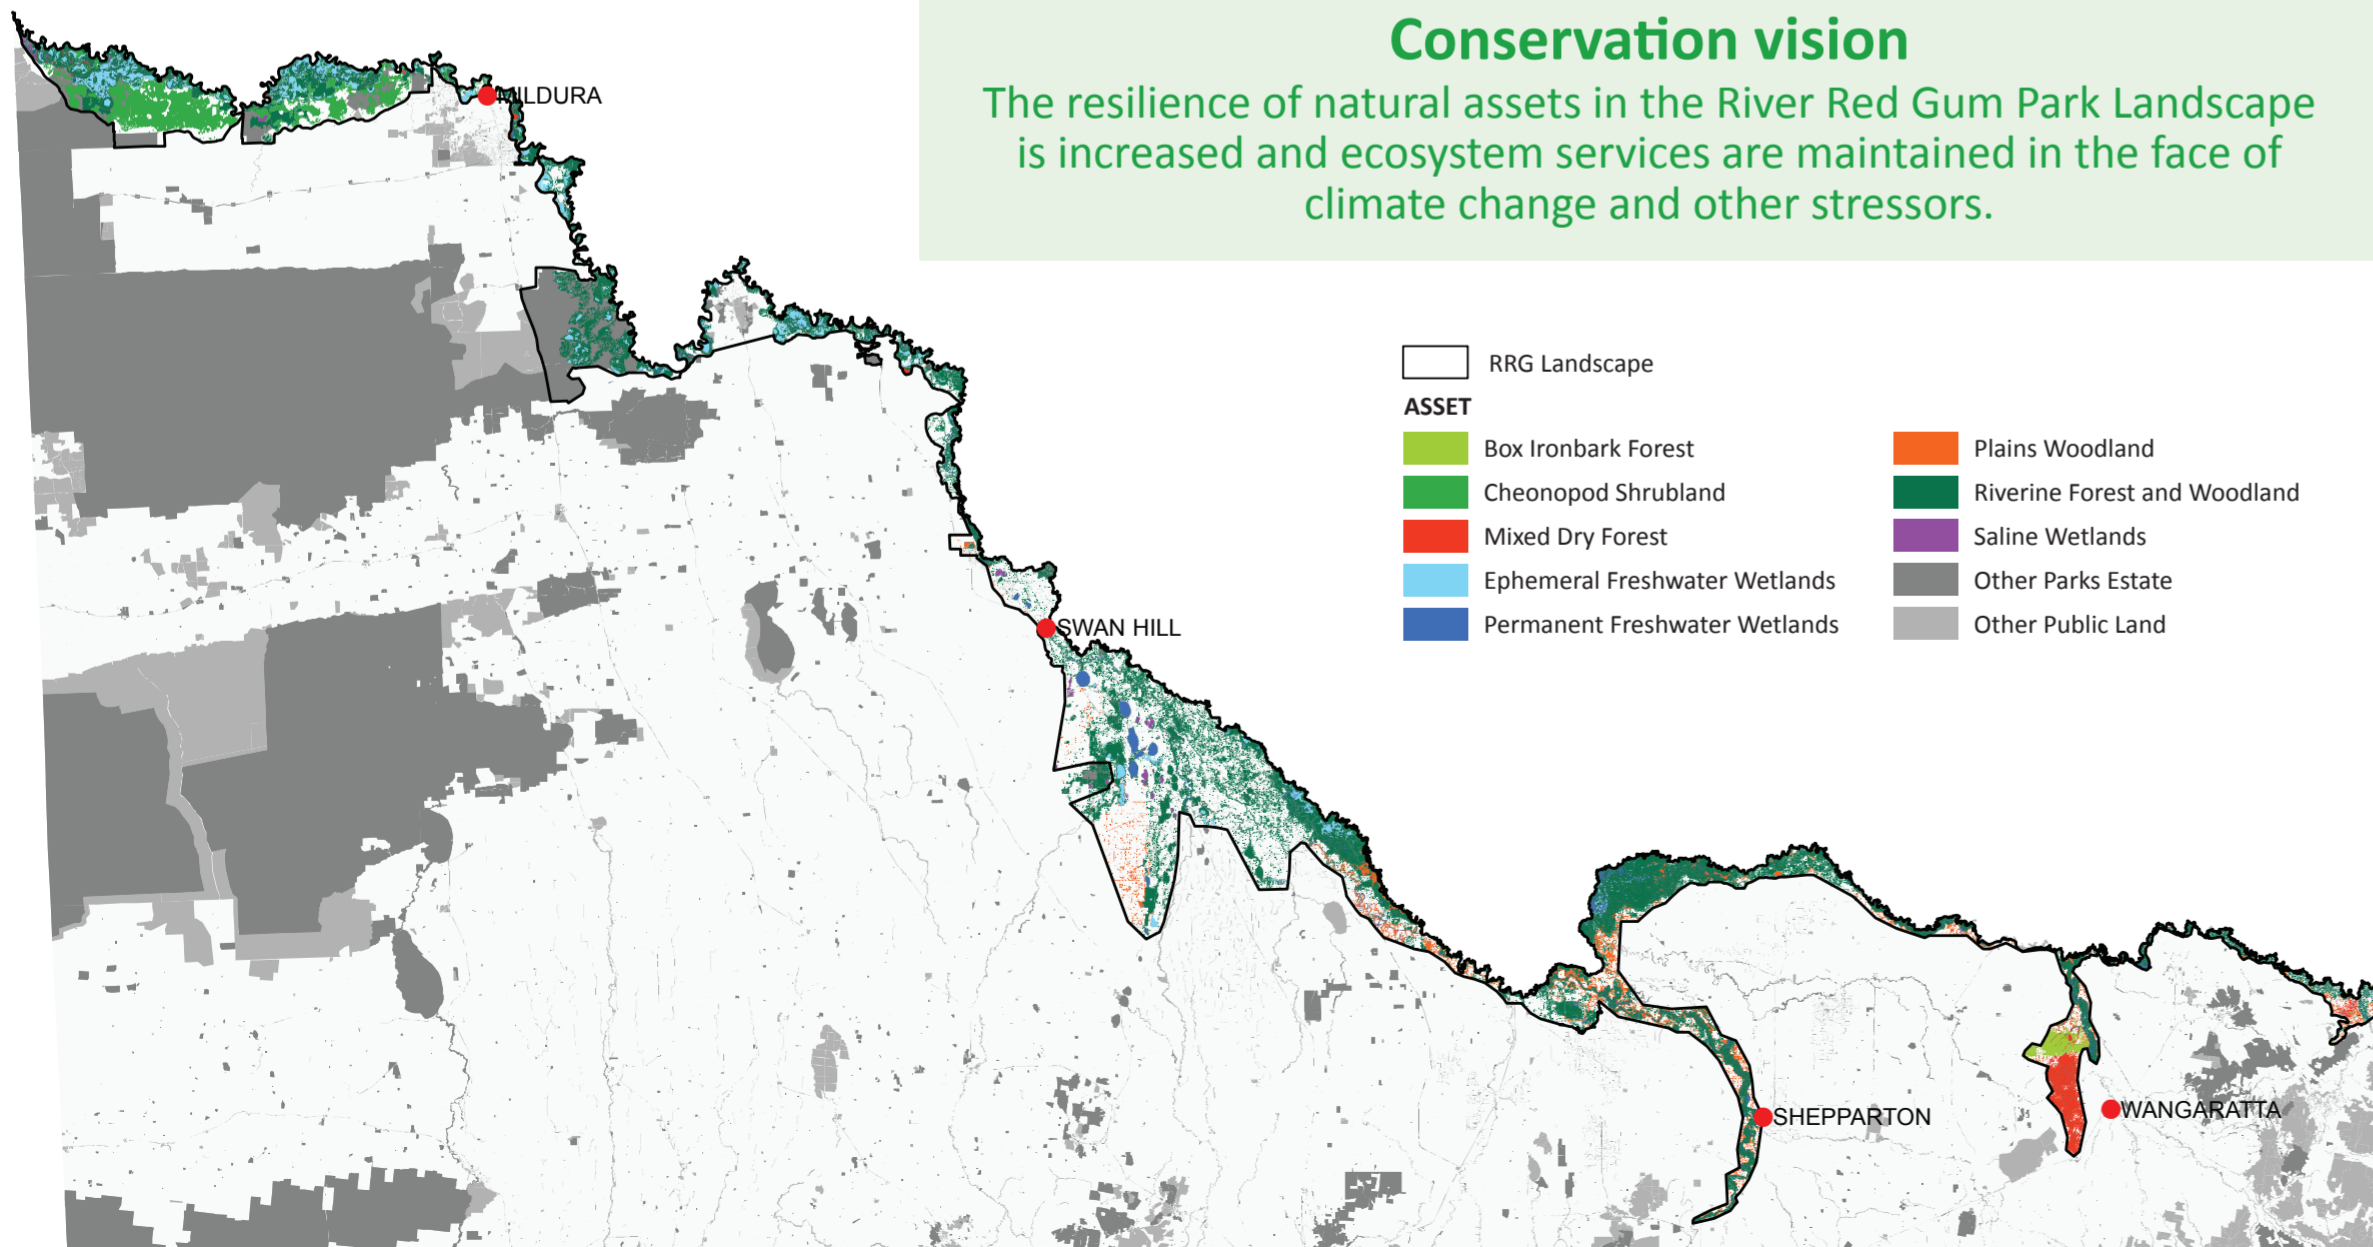 Conservation vision
The resilience of natural assets in the River Red Gum Park Landscape
is increased and ecosystem services are maintained in the face of
climate change and other stressors.
MILDURA
RRG Landscape
ASSET
Box Ironbark Forest
Cheonopod Shrubland
Mixed Dry Forest
Ephemeral Freshwater Wetlands
Permanent Freshwater Wetlands
Plains Woodland
Riverine Forest and Woodland
Saline Wetlands
Other Parks Estate
Other Public Land
SWAN HILL
SHEPPARTON
WANGARATTA